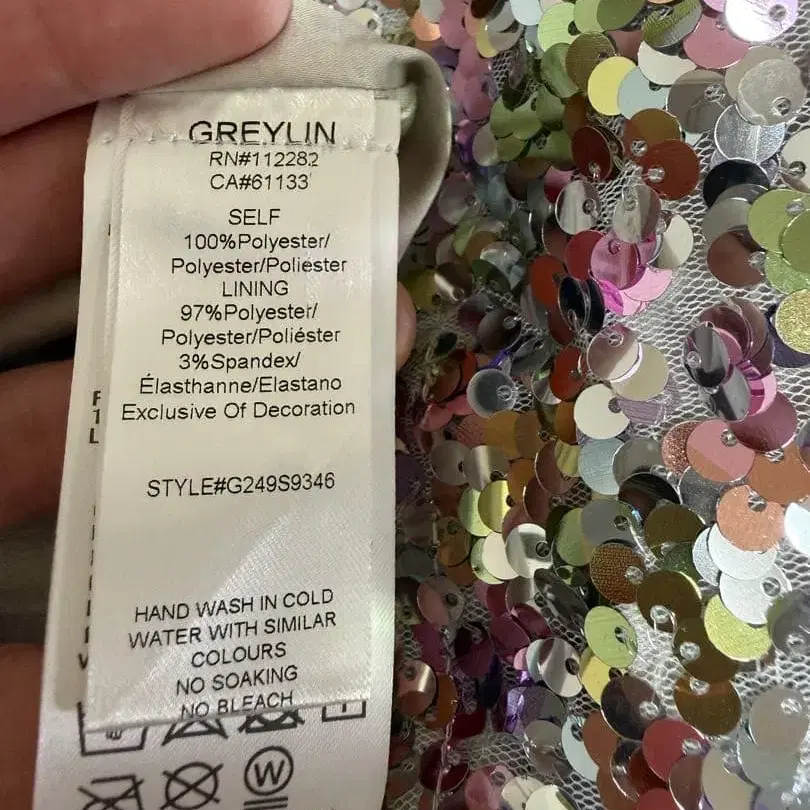 GREYLIN
RN#112282
CA#61133
SELF
100%Polyester/
Polyester/Poliester
LINING
97%Polyester/
Polyester/Poliéster
3%Spandex/
Élasthanne/Elastano
Exclusive Of Decoration
STYLE#G249S9346
HAND WASH IN COLD
WATER WITH SIMILAR
COLOURS
NO SOAKING
NO BLEACH
W